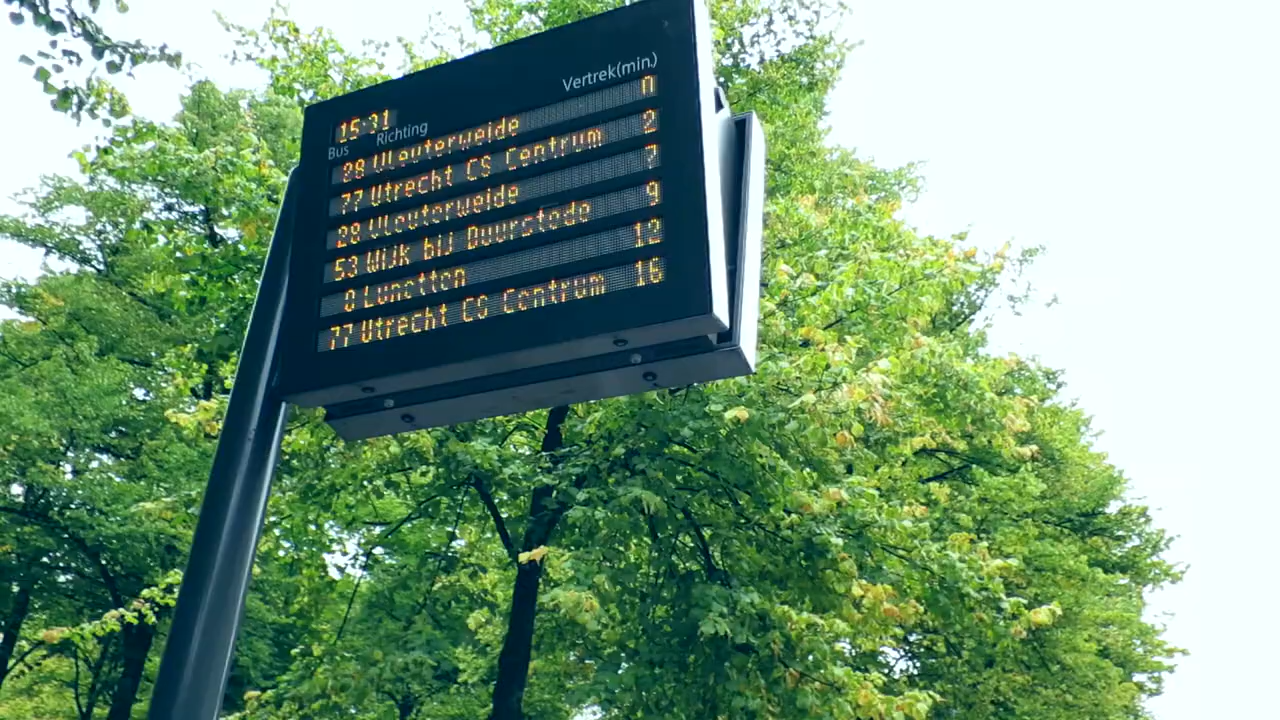 Vertrek(min.)
15:31
Bus Richting
28 Vleuterweide 0
77 Utrecht CS Centrum 2
28 Vleuterweide 7
53 Wijk bij Duurstede 9
8 Lunetten 12
77 Utrecht CS Centrum 16